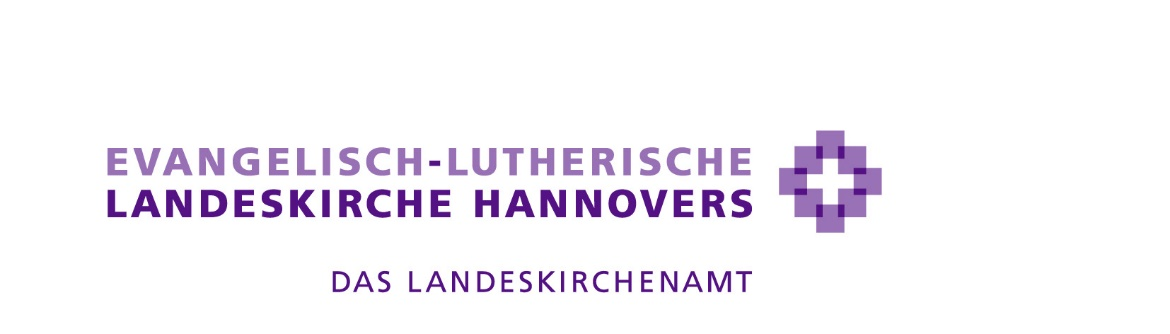 EVANGELISCH-LUTHERISCHE
LANDESKIRCHE HANNOVERS
DAS LANDESKIRCHENAMT